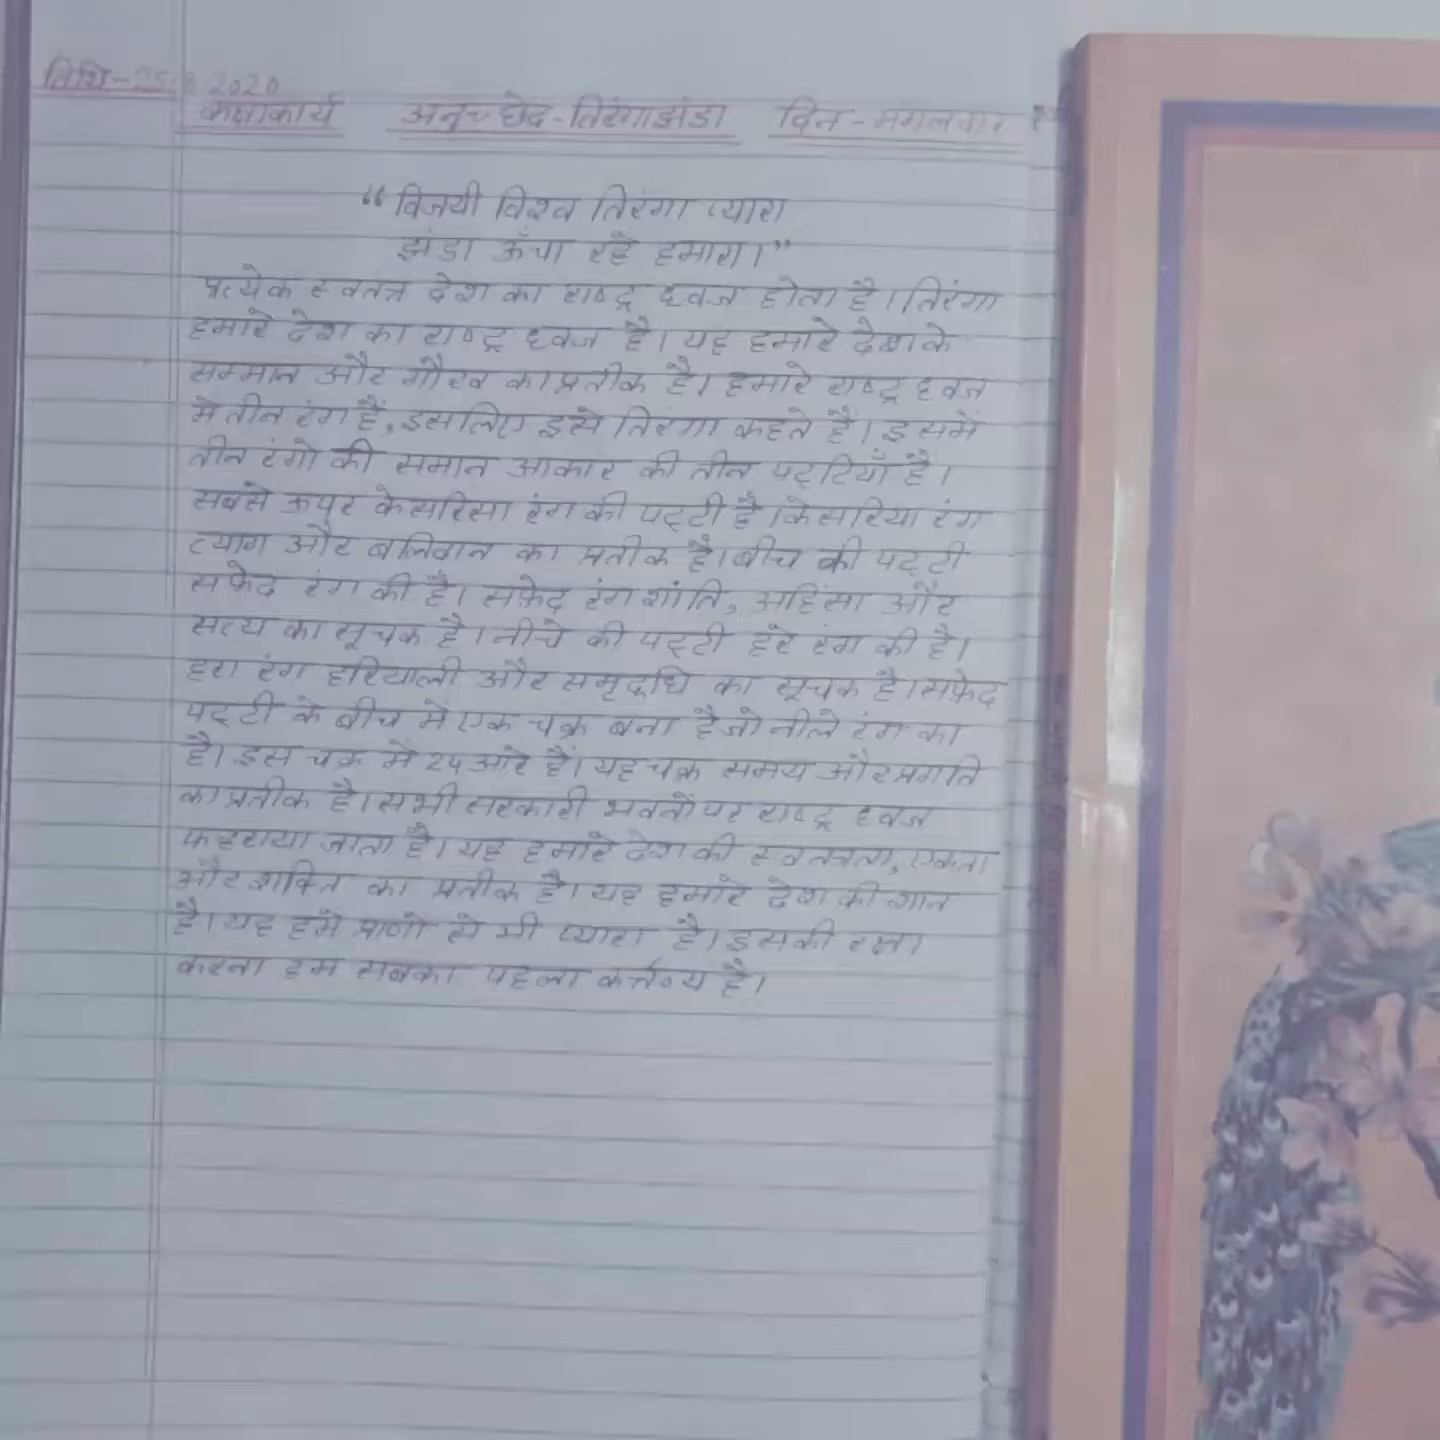 तिथि-25-8-2020
कक्षाकार्य अनुच्छेद-तिरंगाझंडा दिन-मंगलवार
“विजयी विश्व तिरंगा प्यारा
झंडा ऊँचा रहे हमारा।”
प्रत्येक स्वतंत्र देश का राष्ट्र ध्वज होता है। तिरंगा
हमारे देश का राष्ट्र ध्वज है। यह हमारे देश के
सम्मान और गौरव का प्रतीक है। हमारे राष्ट्र ध्वज
मे तीन रंग हैं, इसलिए इसे तिरंगा कहते हैं। इसमें
तीन रंगो की समान आकार की तीन पट्टियाँ है।
सबसे ऊपर केसरिसा रंग की पट्टी है। केसरिया रंग
त्याग और बलिदान का प्रतीक है। बीच की पट्टी
सफेद रंग की है। सफ़ेद रंग शांति, अहिंसा और
सत्य का सूचक है। नीचे की पट्टी हरे रंग की है।
हरा रंग हरियाली और समृद्धि का सूचक है। सफ़ेद
पट्टी के बीच मे एक चक्र बना है जो नीले रंग का
है। इस चक्र मे 24 आरे हैं। यह चक्र समय और प्रगति
का प्रतीक है। सभी सरकारी भवनों पर राष्ट्र ध्वज
फहराया जाता है। यह हमारे देश की स्वतंत्रता, एकता
और शक्ति का प्रतीक है। यह हमारे देश की शान
है। यह हमें प्राणो से भी प्यारा है। इसकी रक्षा
करना हम सबका पहला कर्त्तव्य है।